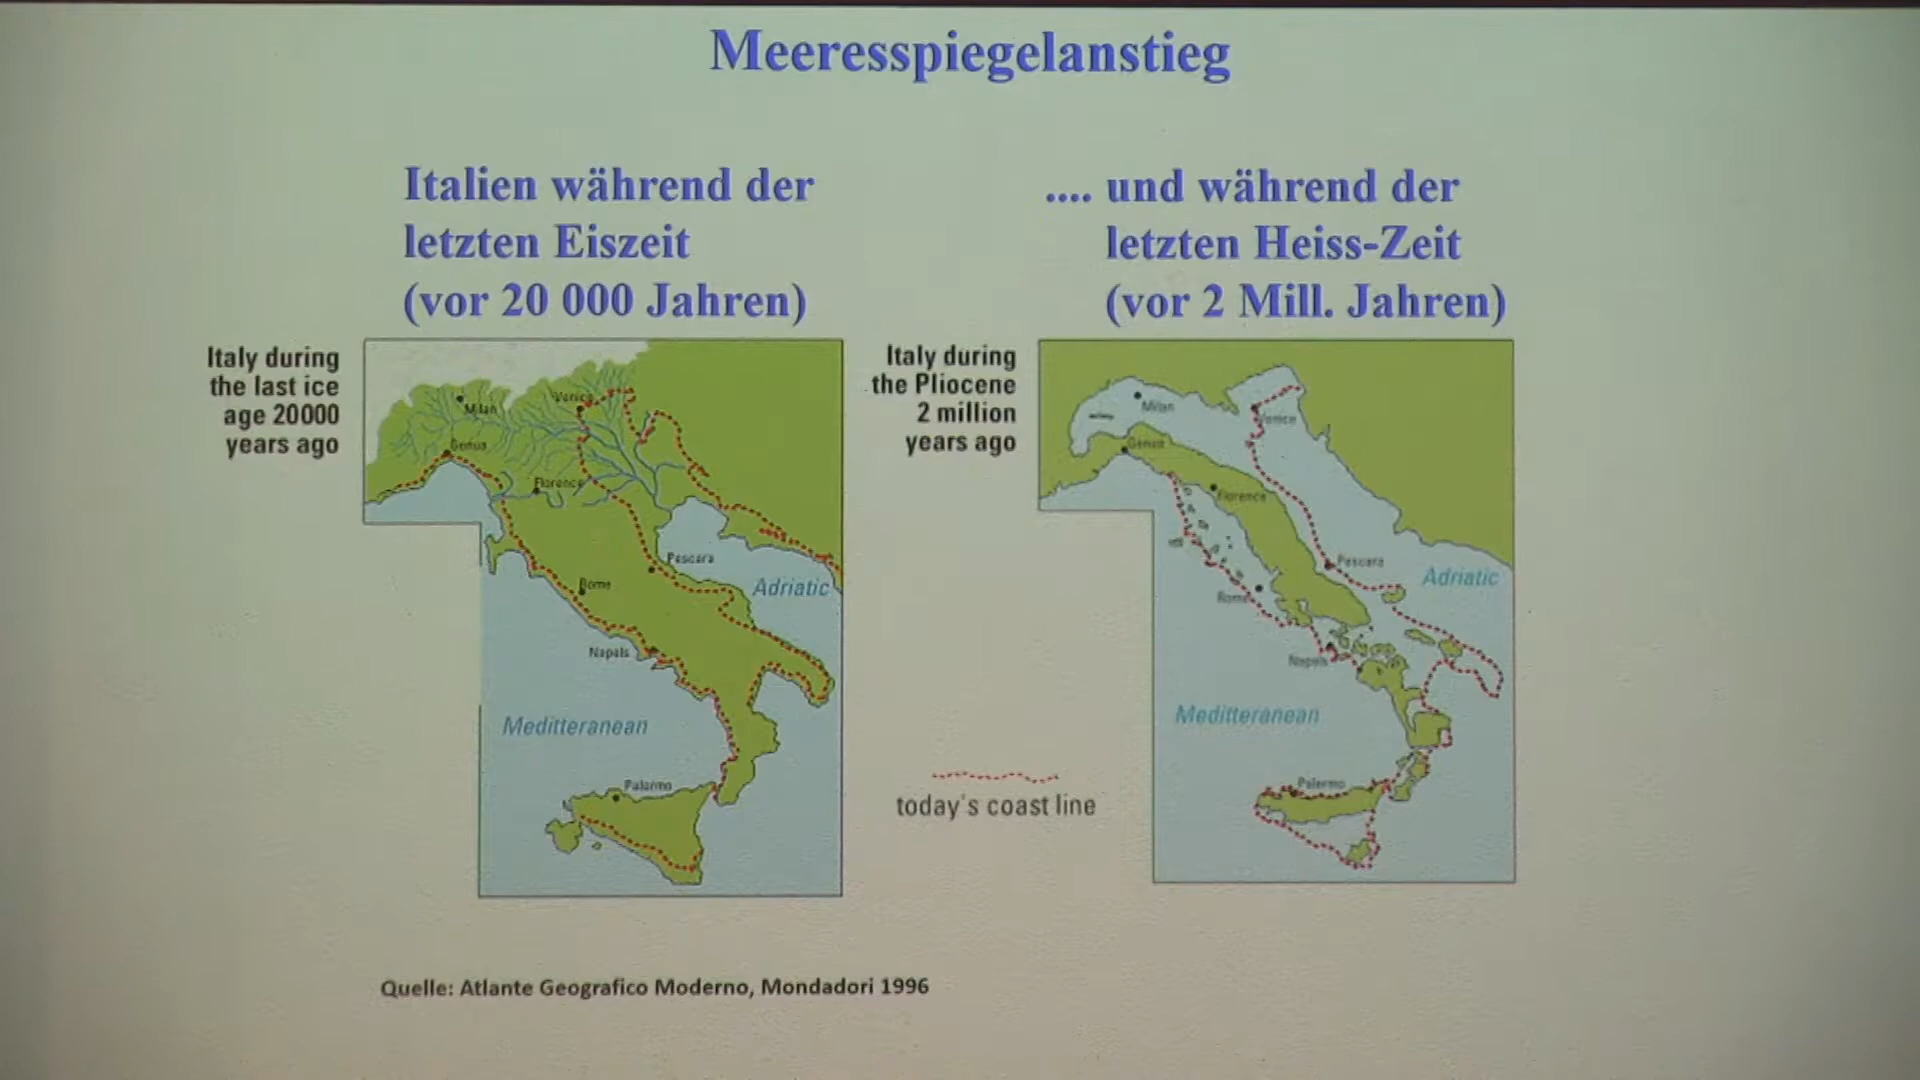 Meeresspiegelanstieg
Italien während der
letzten Eiszeit
(vor 20 000 Jahren)
.... und während der
letzten Heiss-Zeit
(vor 2 Mill. Jahren)
Italy during
the last ice
age 20000
years ago
Milan
Venice
Genua
Florence
Pescara
Rome
Adriatic
Napels
Mediterranean
Palarmo
Italy during
the Pliocene
2 million
years ago
Milan
Venice
Genua
Florence
Pescara
Adriatic
Rome
Napels
Mediterranean
Palermo
today's coast line
Quelle: Atlante Geografico Moderno, Mondadori 1996